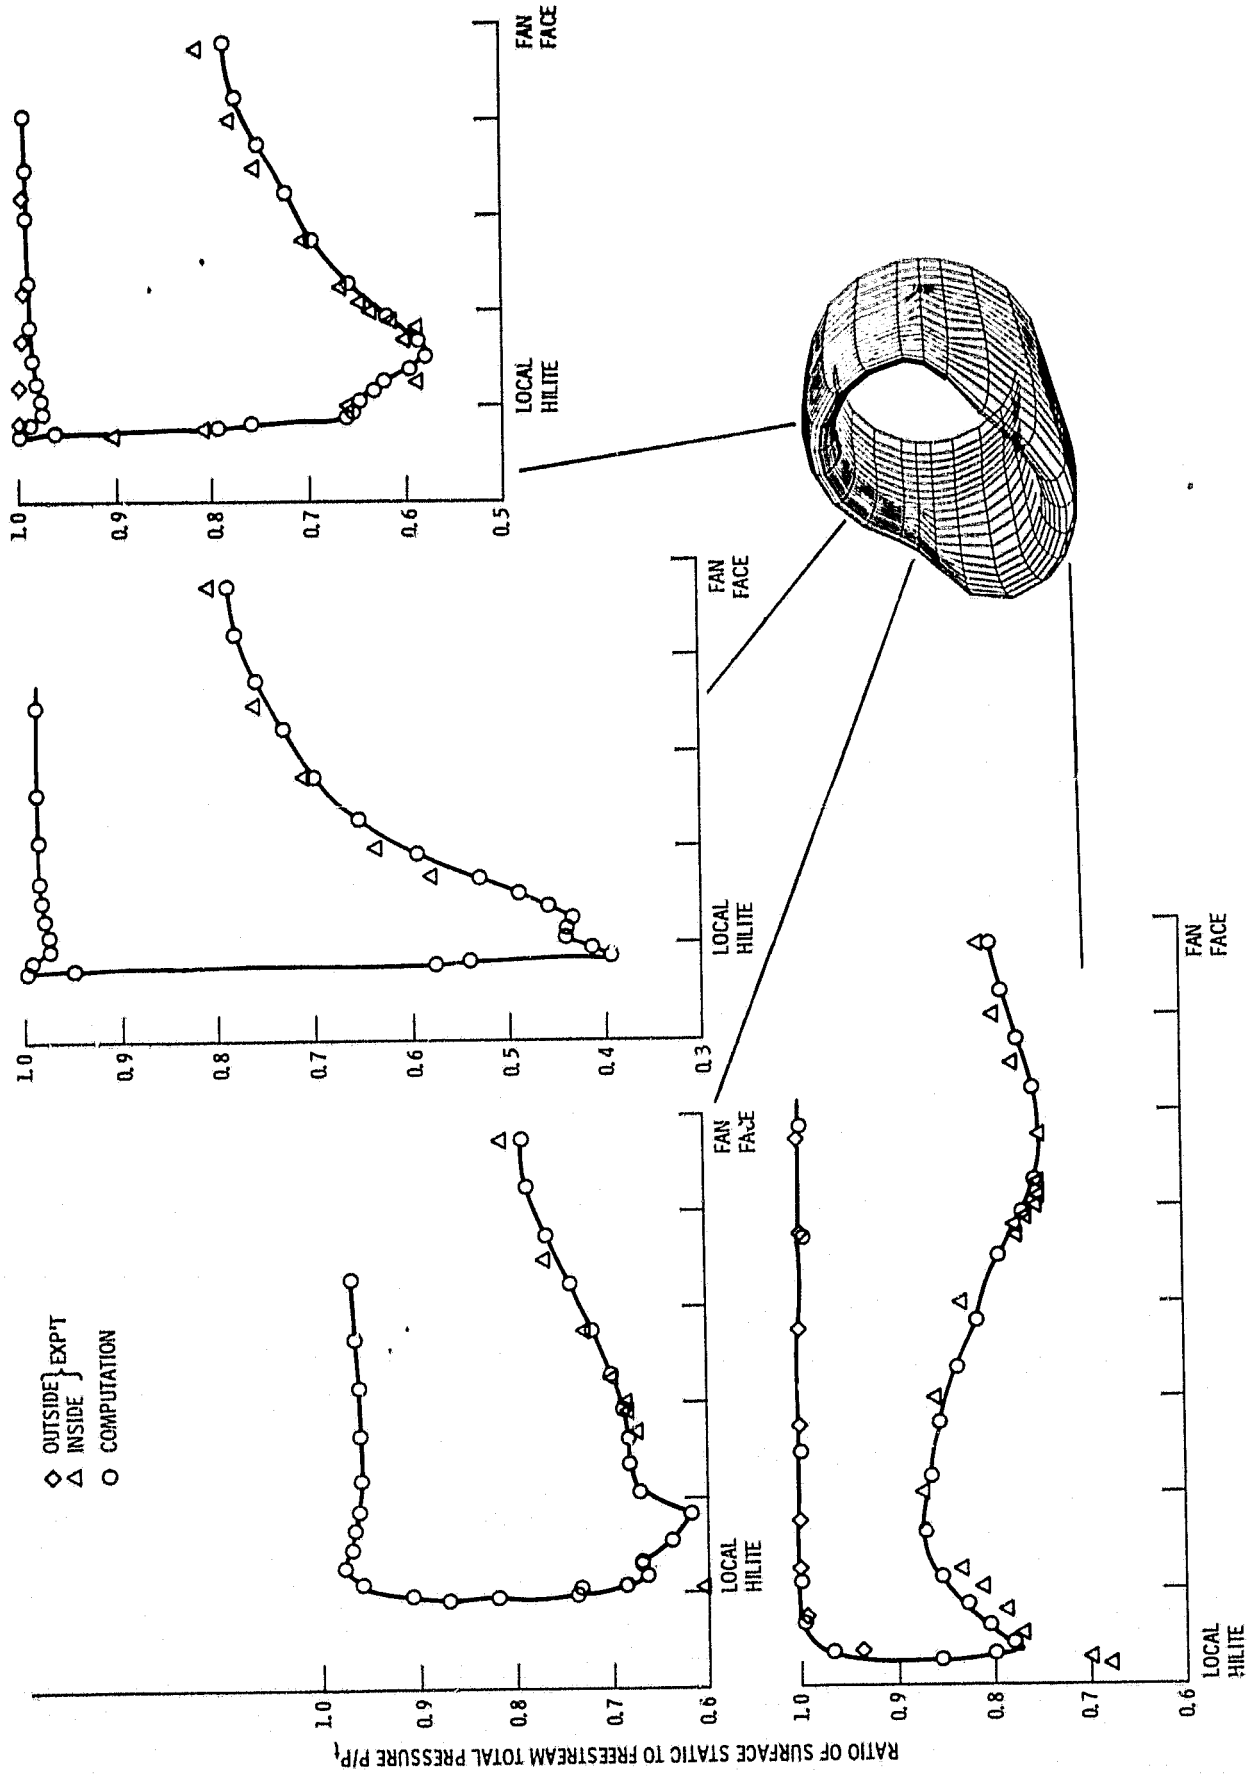 ◇ OUTSIDE } EXP'T
△ INSIDE
○ COMPUTATION
RATIO OF SURFACE STATIC TO FREESTREAM TOTAL PRESSURE P/Pt
1.0
0.9
0.8
0.7
0.6
LOCAL
HILITE
FAN
FACE
1.0
0.9
0.8
0.7
0.6
0.5
0.4
0.3
LOCAL
HILITE
FAN
FACE
1.0
0.9
0.8
0.7
0.6
0.5
LOCAL
HILITE
FAN
FACE
1.0
0.9
0.8
0.7
0.6
LOCAL
HILITE
FAN
FACE